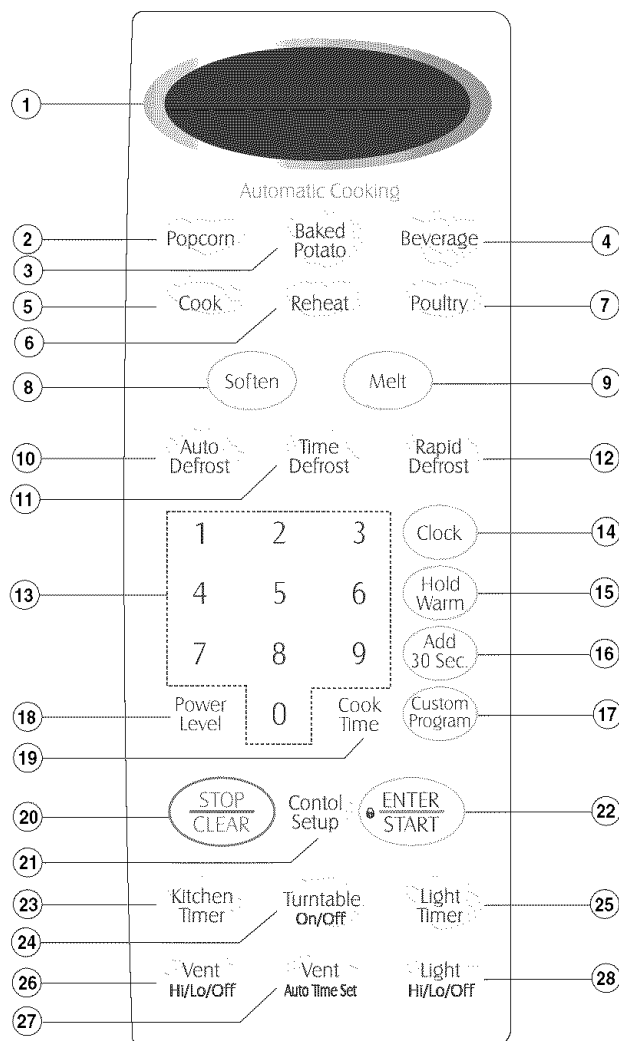 1
Automatic Cooking
2 Popcorn Baked Potato Beverage 4
3
5 Cook Reheat Poultry 7
6
8 Soften Melt 9
10 Auto Defrost Time Defrost Rapid Defrost 12
11
1 2 3 Clock 14
13 4 5 6 Hold Warm 15
7 8 9 Add 30 Sec. 16
18 Power Level 0 Cook Time Custom Program 17
19
20 STOP CLEAR Contol Setup ENTER START 22
21
23 Kitchen Timer Turntable On/Off Light Timer 25
24
26 Vent Hi/Lo/Off Vent Auto Time Set Light Hi/Lo/Off 28
27